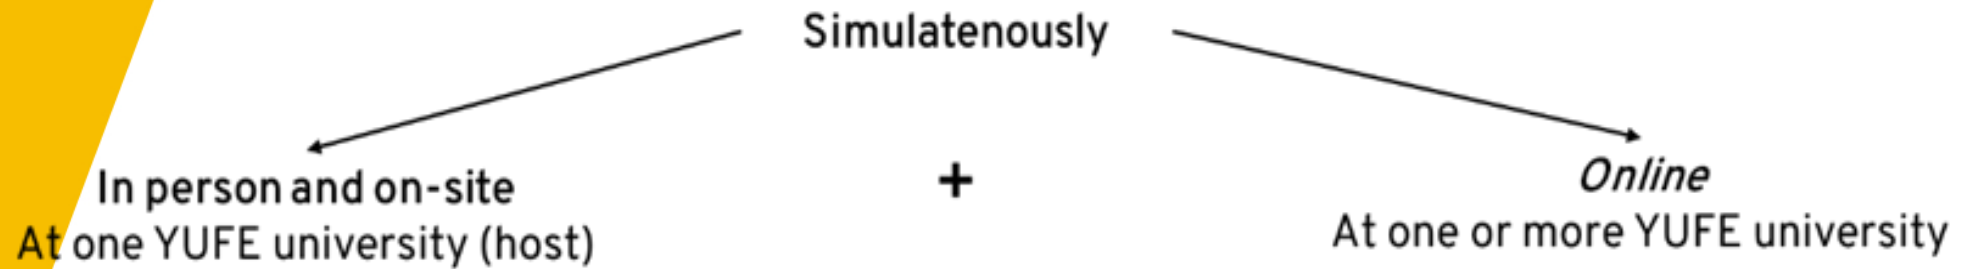 Simulatenously
In person and on-site
At one YUFE university (host)
+
Online
At one or more YUFE university